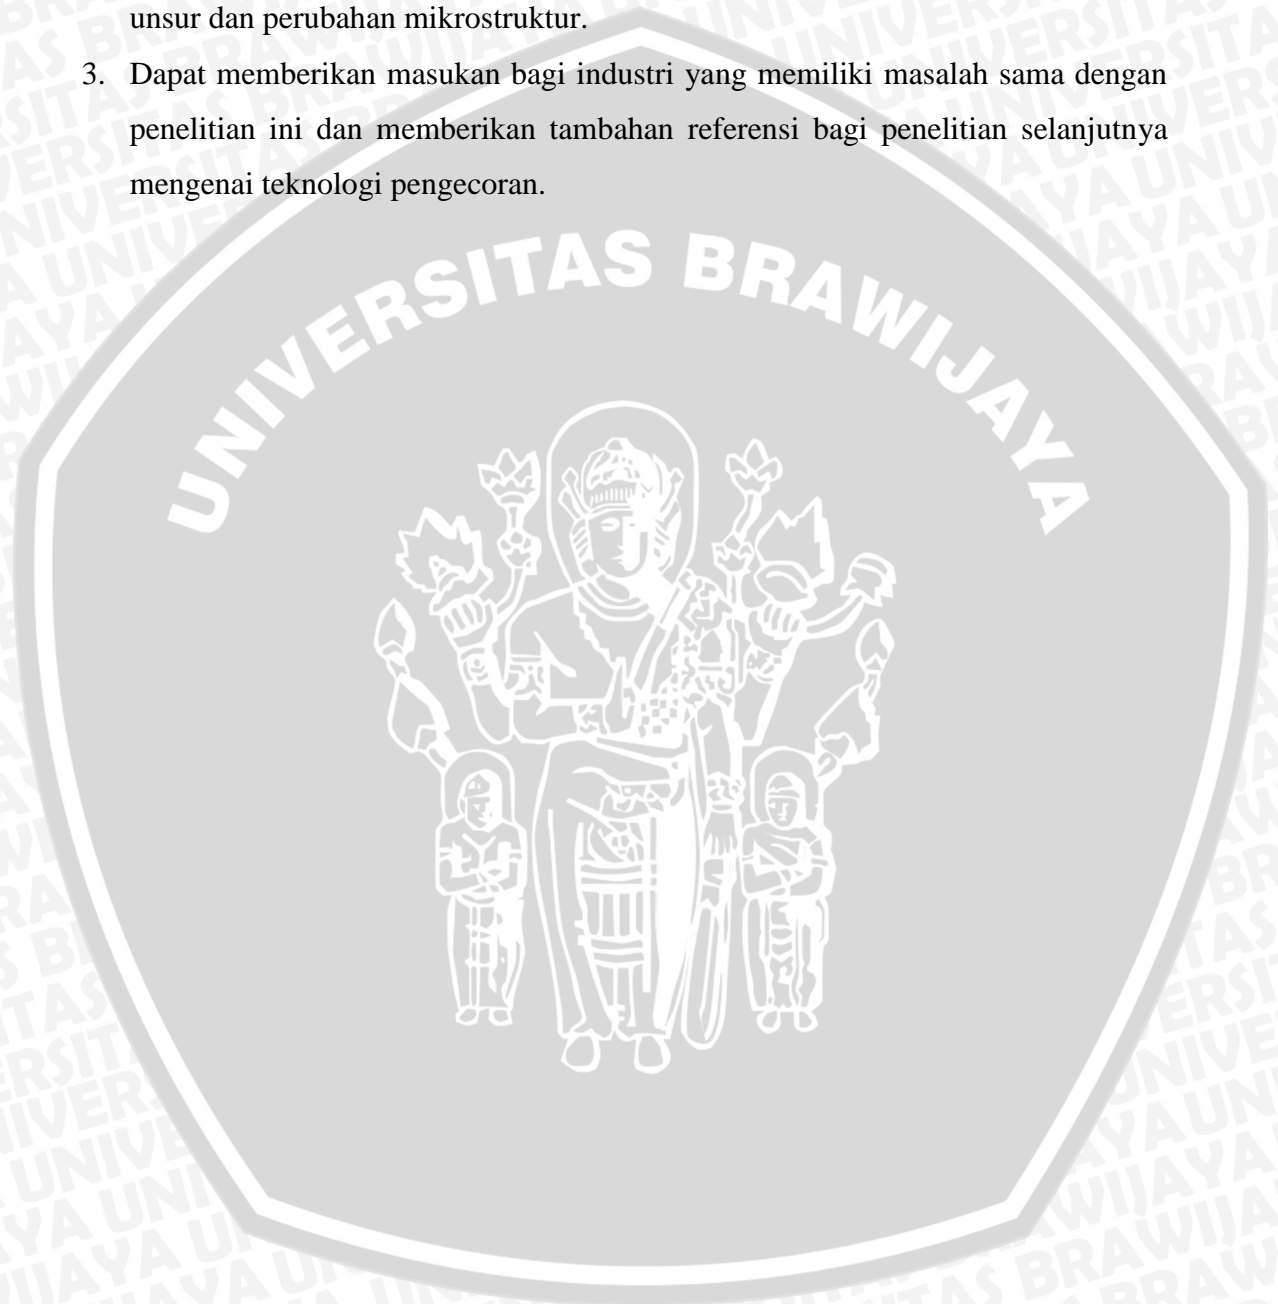 unsur dan perubahan mikrostruktur.
3. Dapat memberikan masukan bagi industri yang memiliki masalah sama dengan
penelitian ini dan memberikan tambahan referensi bagi penelitian selanjutnya
mengenai teknologi pengecoran.
UNIVERSITAS BRAWIJAYA